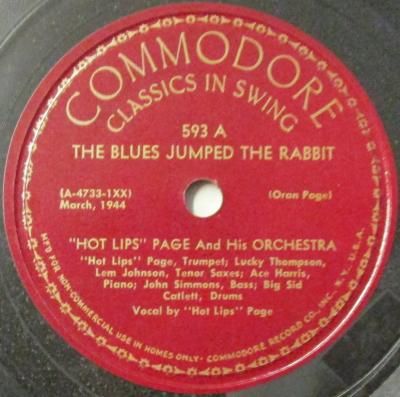 COMMODORE
CLASSICS IN SWING
593 A
THE BLUES JUMPED THE RABBIT
(A-4733-1XX)
March, 1944
(Oran Page)
"HOT LIPS" PAGE And His ORCHESTRA
"Hot Lips" Page, Trumpet; Lucky Thompson,
Lem Johnson, Tenor Saxes; Ace Harris,
Piano; John Simmons, Bass; Big Sid
Catlett, Drums
Vocal by "Hot Lips" Page
MF'D FOR NON-COMMERCIAL USE IN HOMES ONLY • COMMODORE RECORD CO., INC., N.Y., U.S.A.